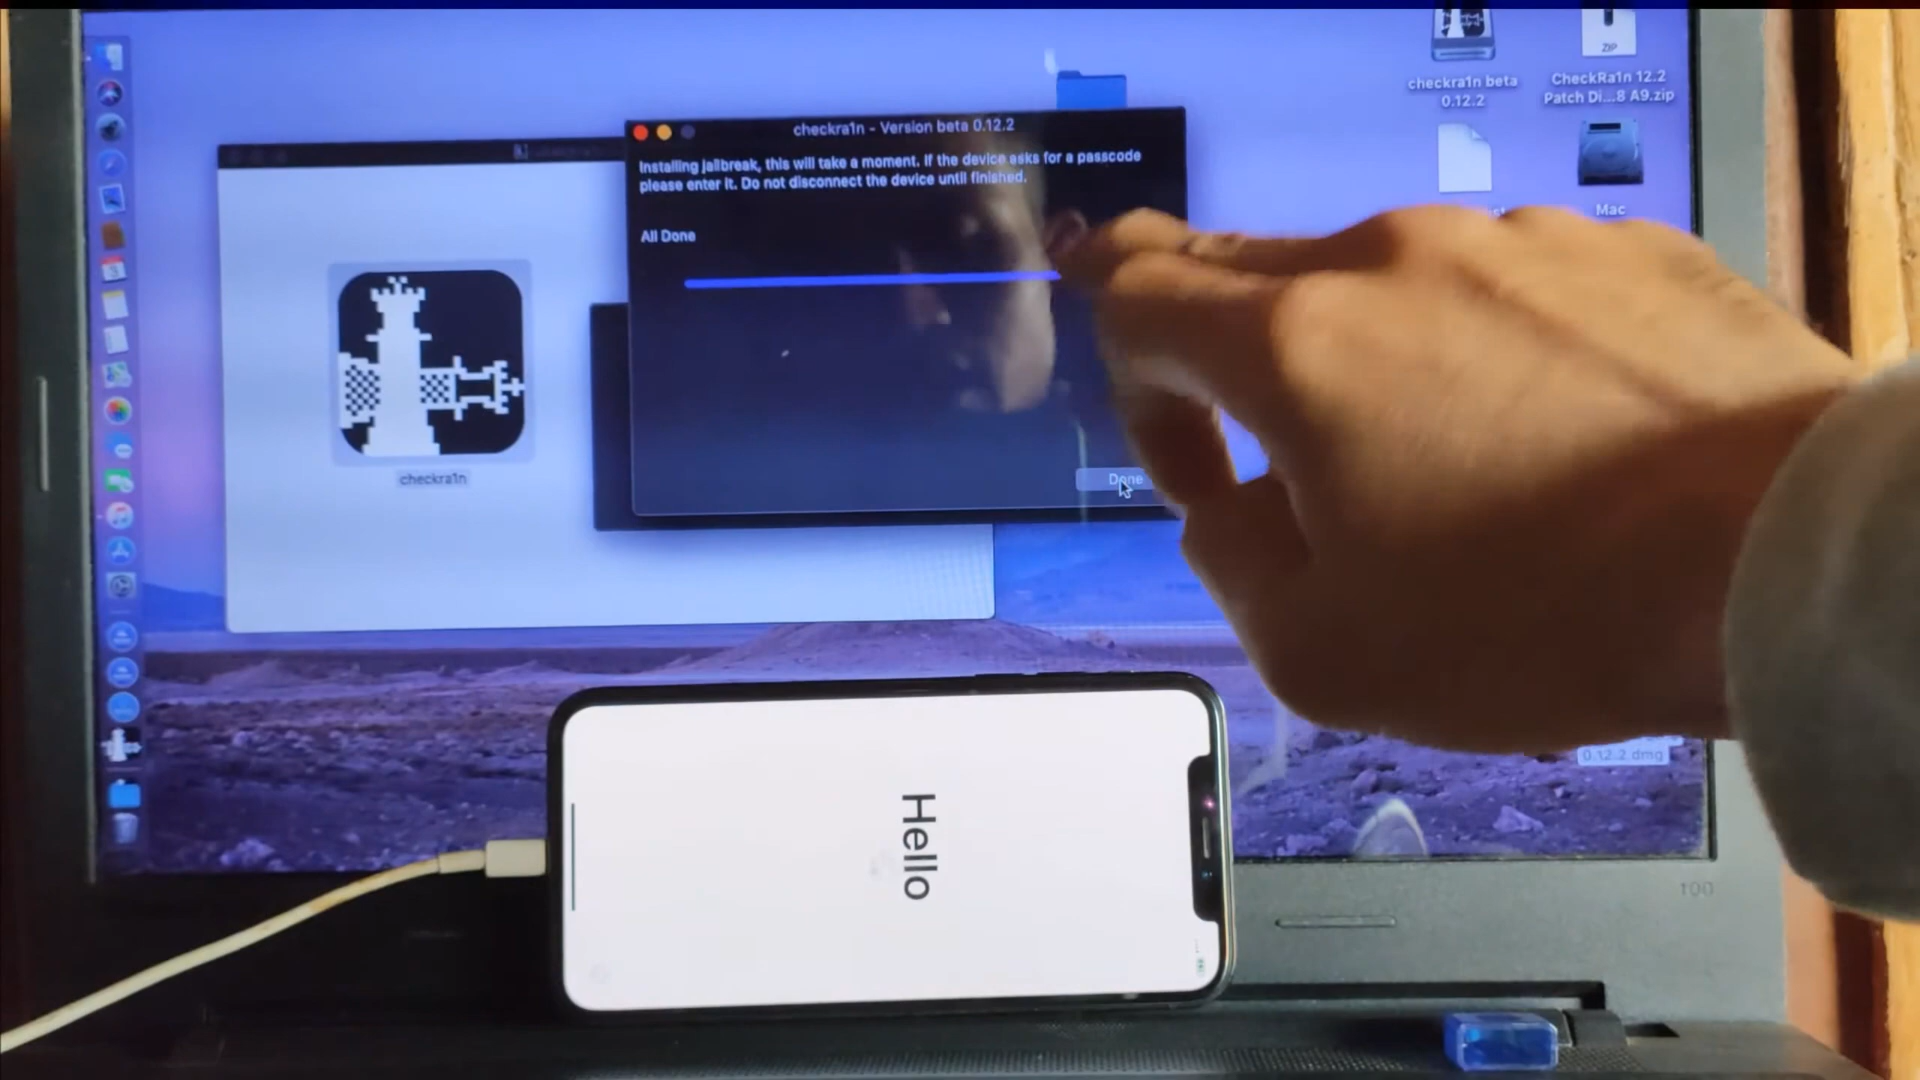 checkra1n beta
0.12.2
ZIP
CheckRa1n 12.2
Patch Di...8 A9.zip
checkra1n - Version beta 0.12.2
Installing jailbreak, this will take a moment. If the device asks for a passcode
please enter it. Do not disconnect the device until finished.
All Done
Mac
checkra1n
Done
0.12.2 dmg
Hello
100